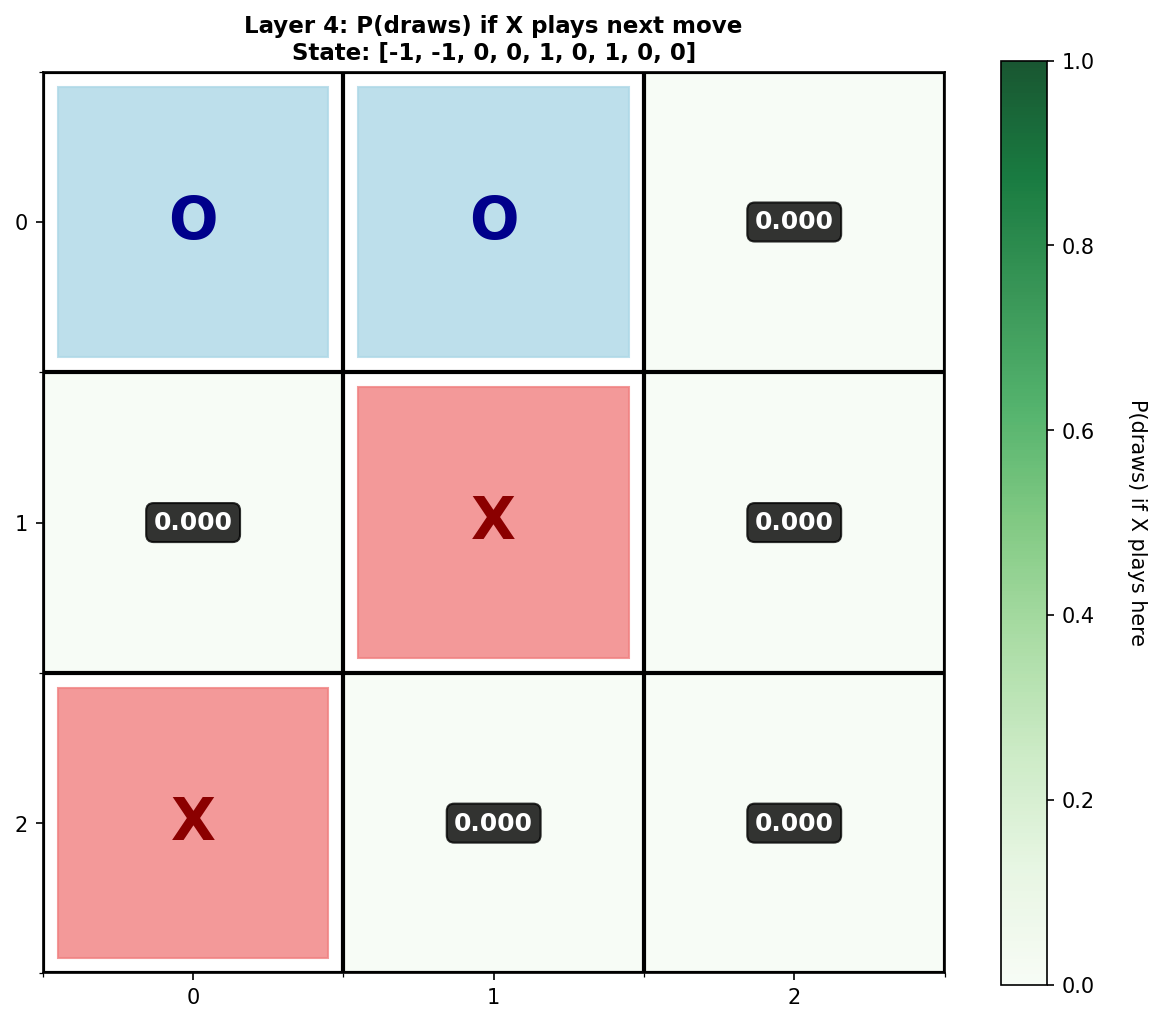 Layer 4: P(draws) if X plays next move
State: [-1, -1, 0, 0, 1, 0, 1, 0, 0]
O
O
0.000
0.000
X
0.000
X
0.000
0.000
0
1
2
0
1
2
1.0
0.8
0.6
0.4
0.2
0.0
P(draws) if X plays here